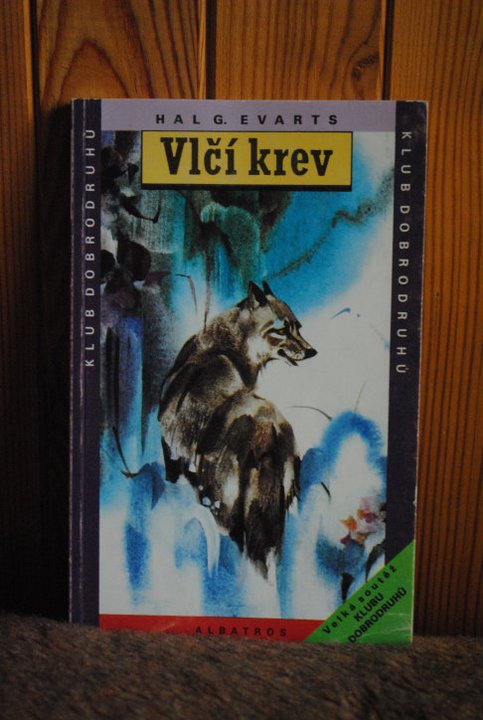 HAL G. EVARTS
Vlčí krev
KLUB DOBRODRUHŮ
KLUB DOBRODRUHŮ
ALBATROS
Velká soutěž
KLUBU
DOBRODRUHŮ